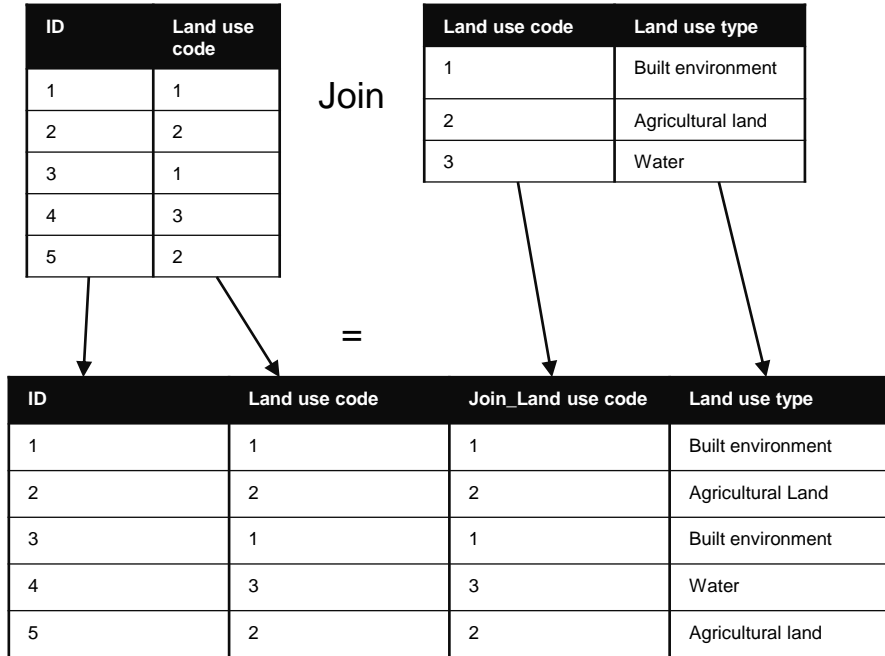 ID Land use code
1 1
2 2
3 1
4 3
5 2
Join
Land use code Land use type
1 Built environment
2 Agricultural land
3 Water
=
ID Land use code Join_Land use code Land use type
1 1 1 Built environment
2 2 2 Agricultural Land
3 1 1 Built environment
4 3 3 Water
5 2 2 Agricultural land